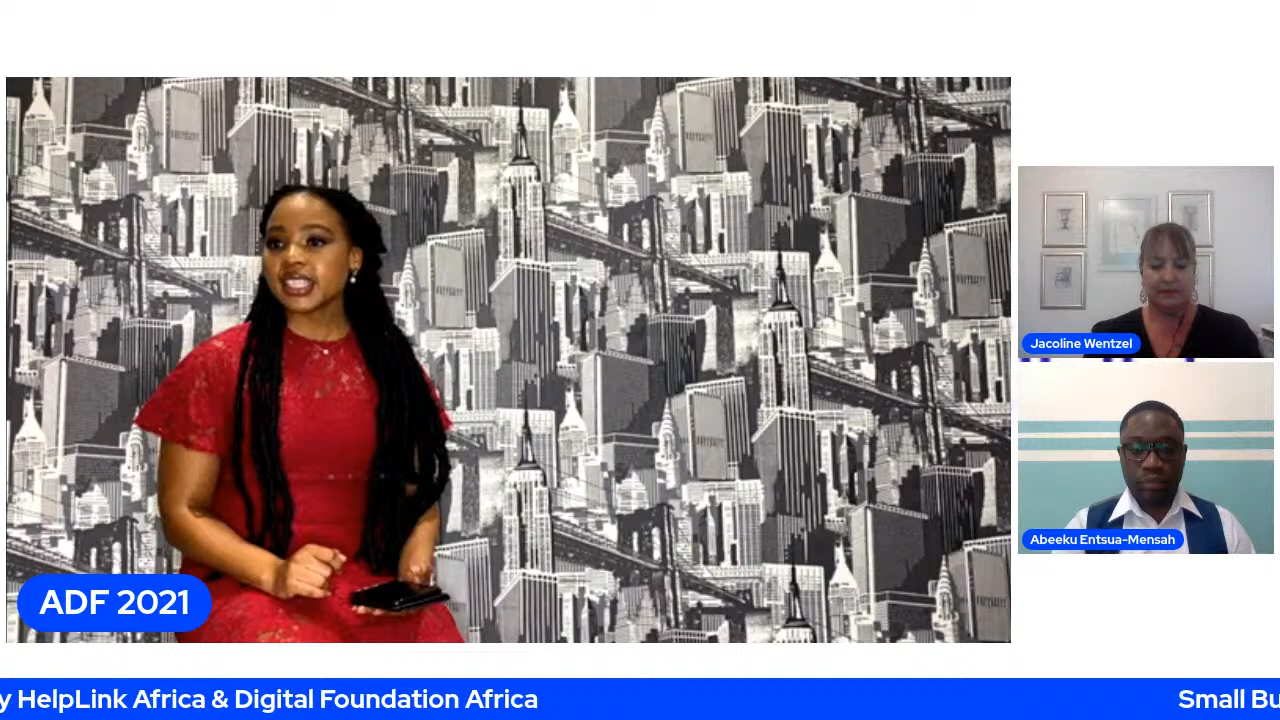 Jacoline Wentzel
Abeeku Entsua-Mensah
ADF 2021
y HelpLink Africa & Digital Foundation Africa
Small Bu